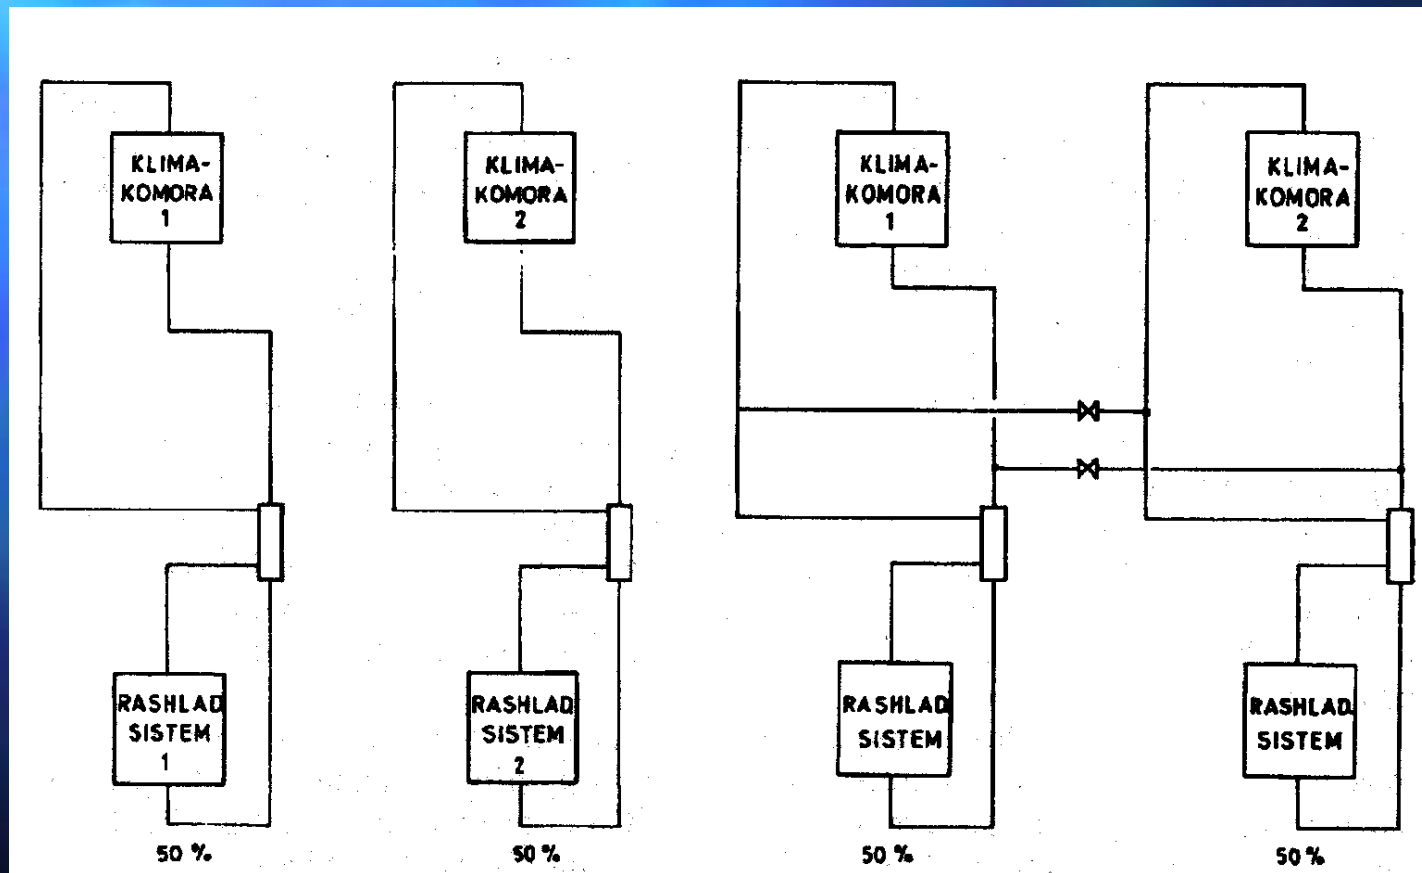 KLIMA-
KOMORA
1
KLIMA-
KOMORA
2
KLIMA-
KOMORA
1
KLIMA-
KOMORA
2
RASHLAD
SISTEM
1
RASHLAD
SISTEM
2
RASHLAD
SISTEM
RASHLAD.
SISTEM
50 %
50 %
50 %
50 %